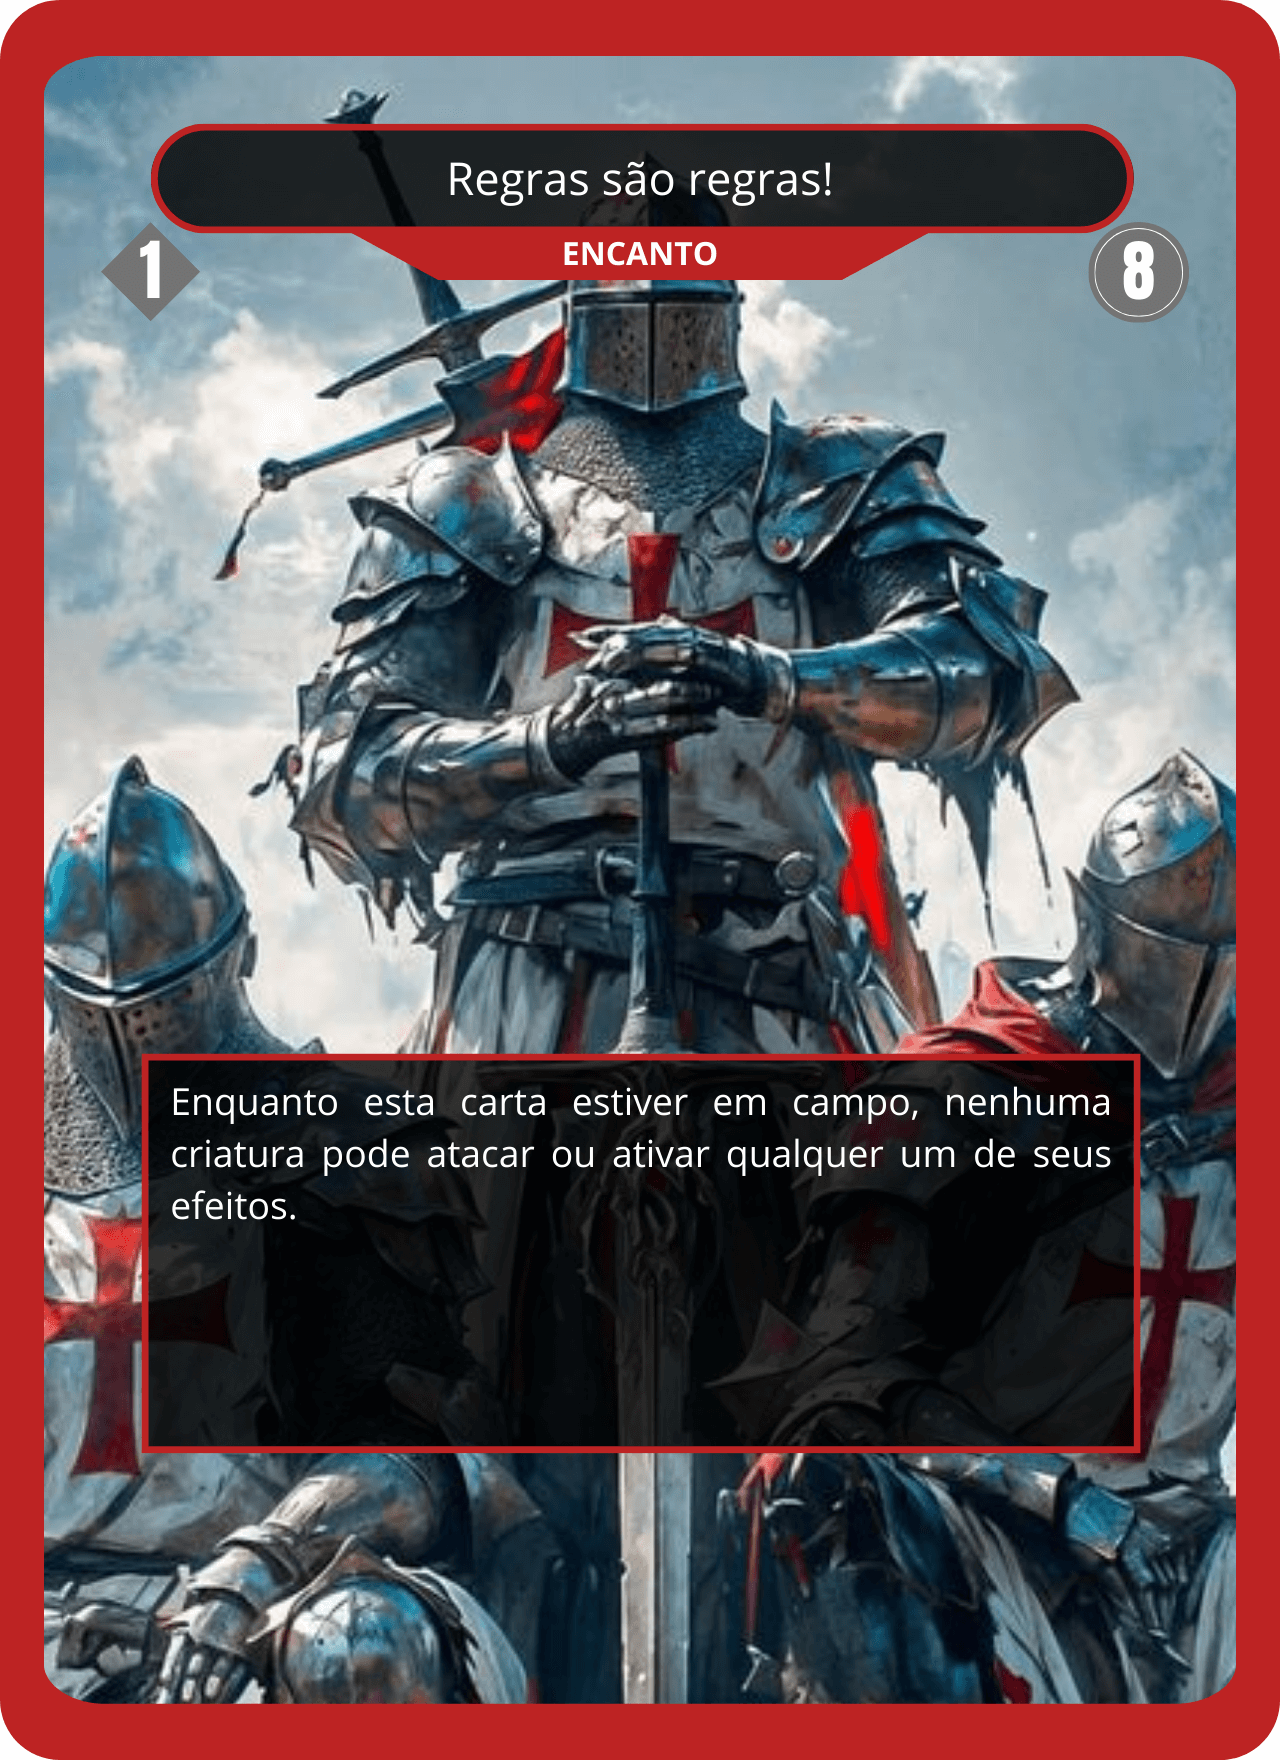 Regras são regras!
ENCANTO
1
8
Enquanto esta carta estiver em campo, nenhuma
criatura pode atacar ou ativar qualquer um de seus
efeitos.